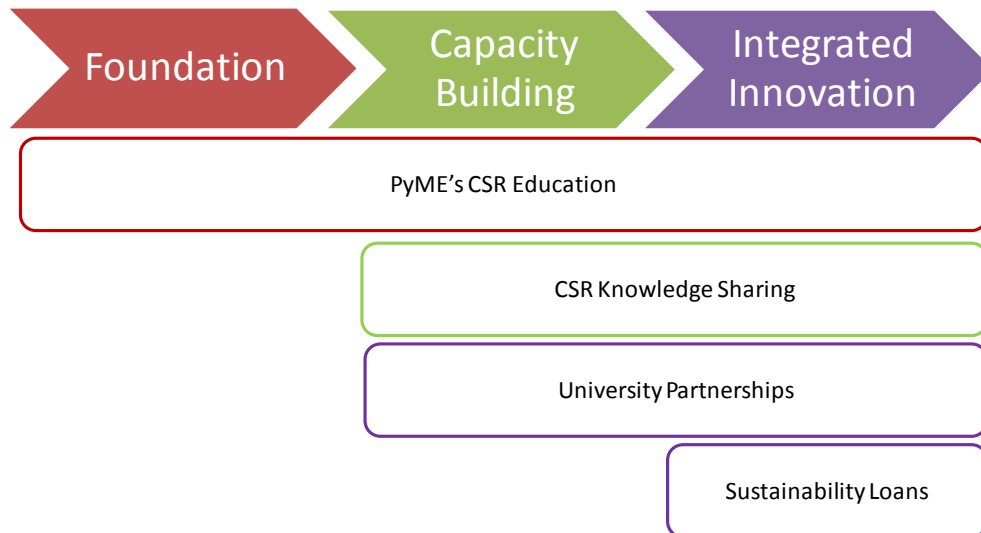 Foundation
Capacity
Building
Integrated
Innovation
PyME’s CSR Education
CSR Knowledge Sharing
University Partnerships
Sustainability Loans